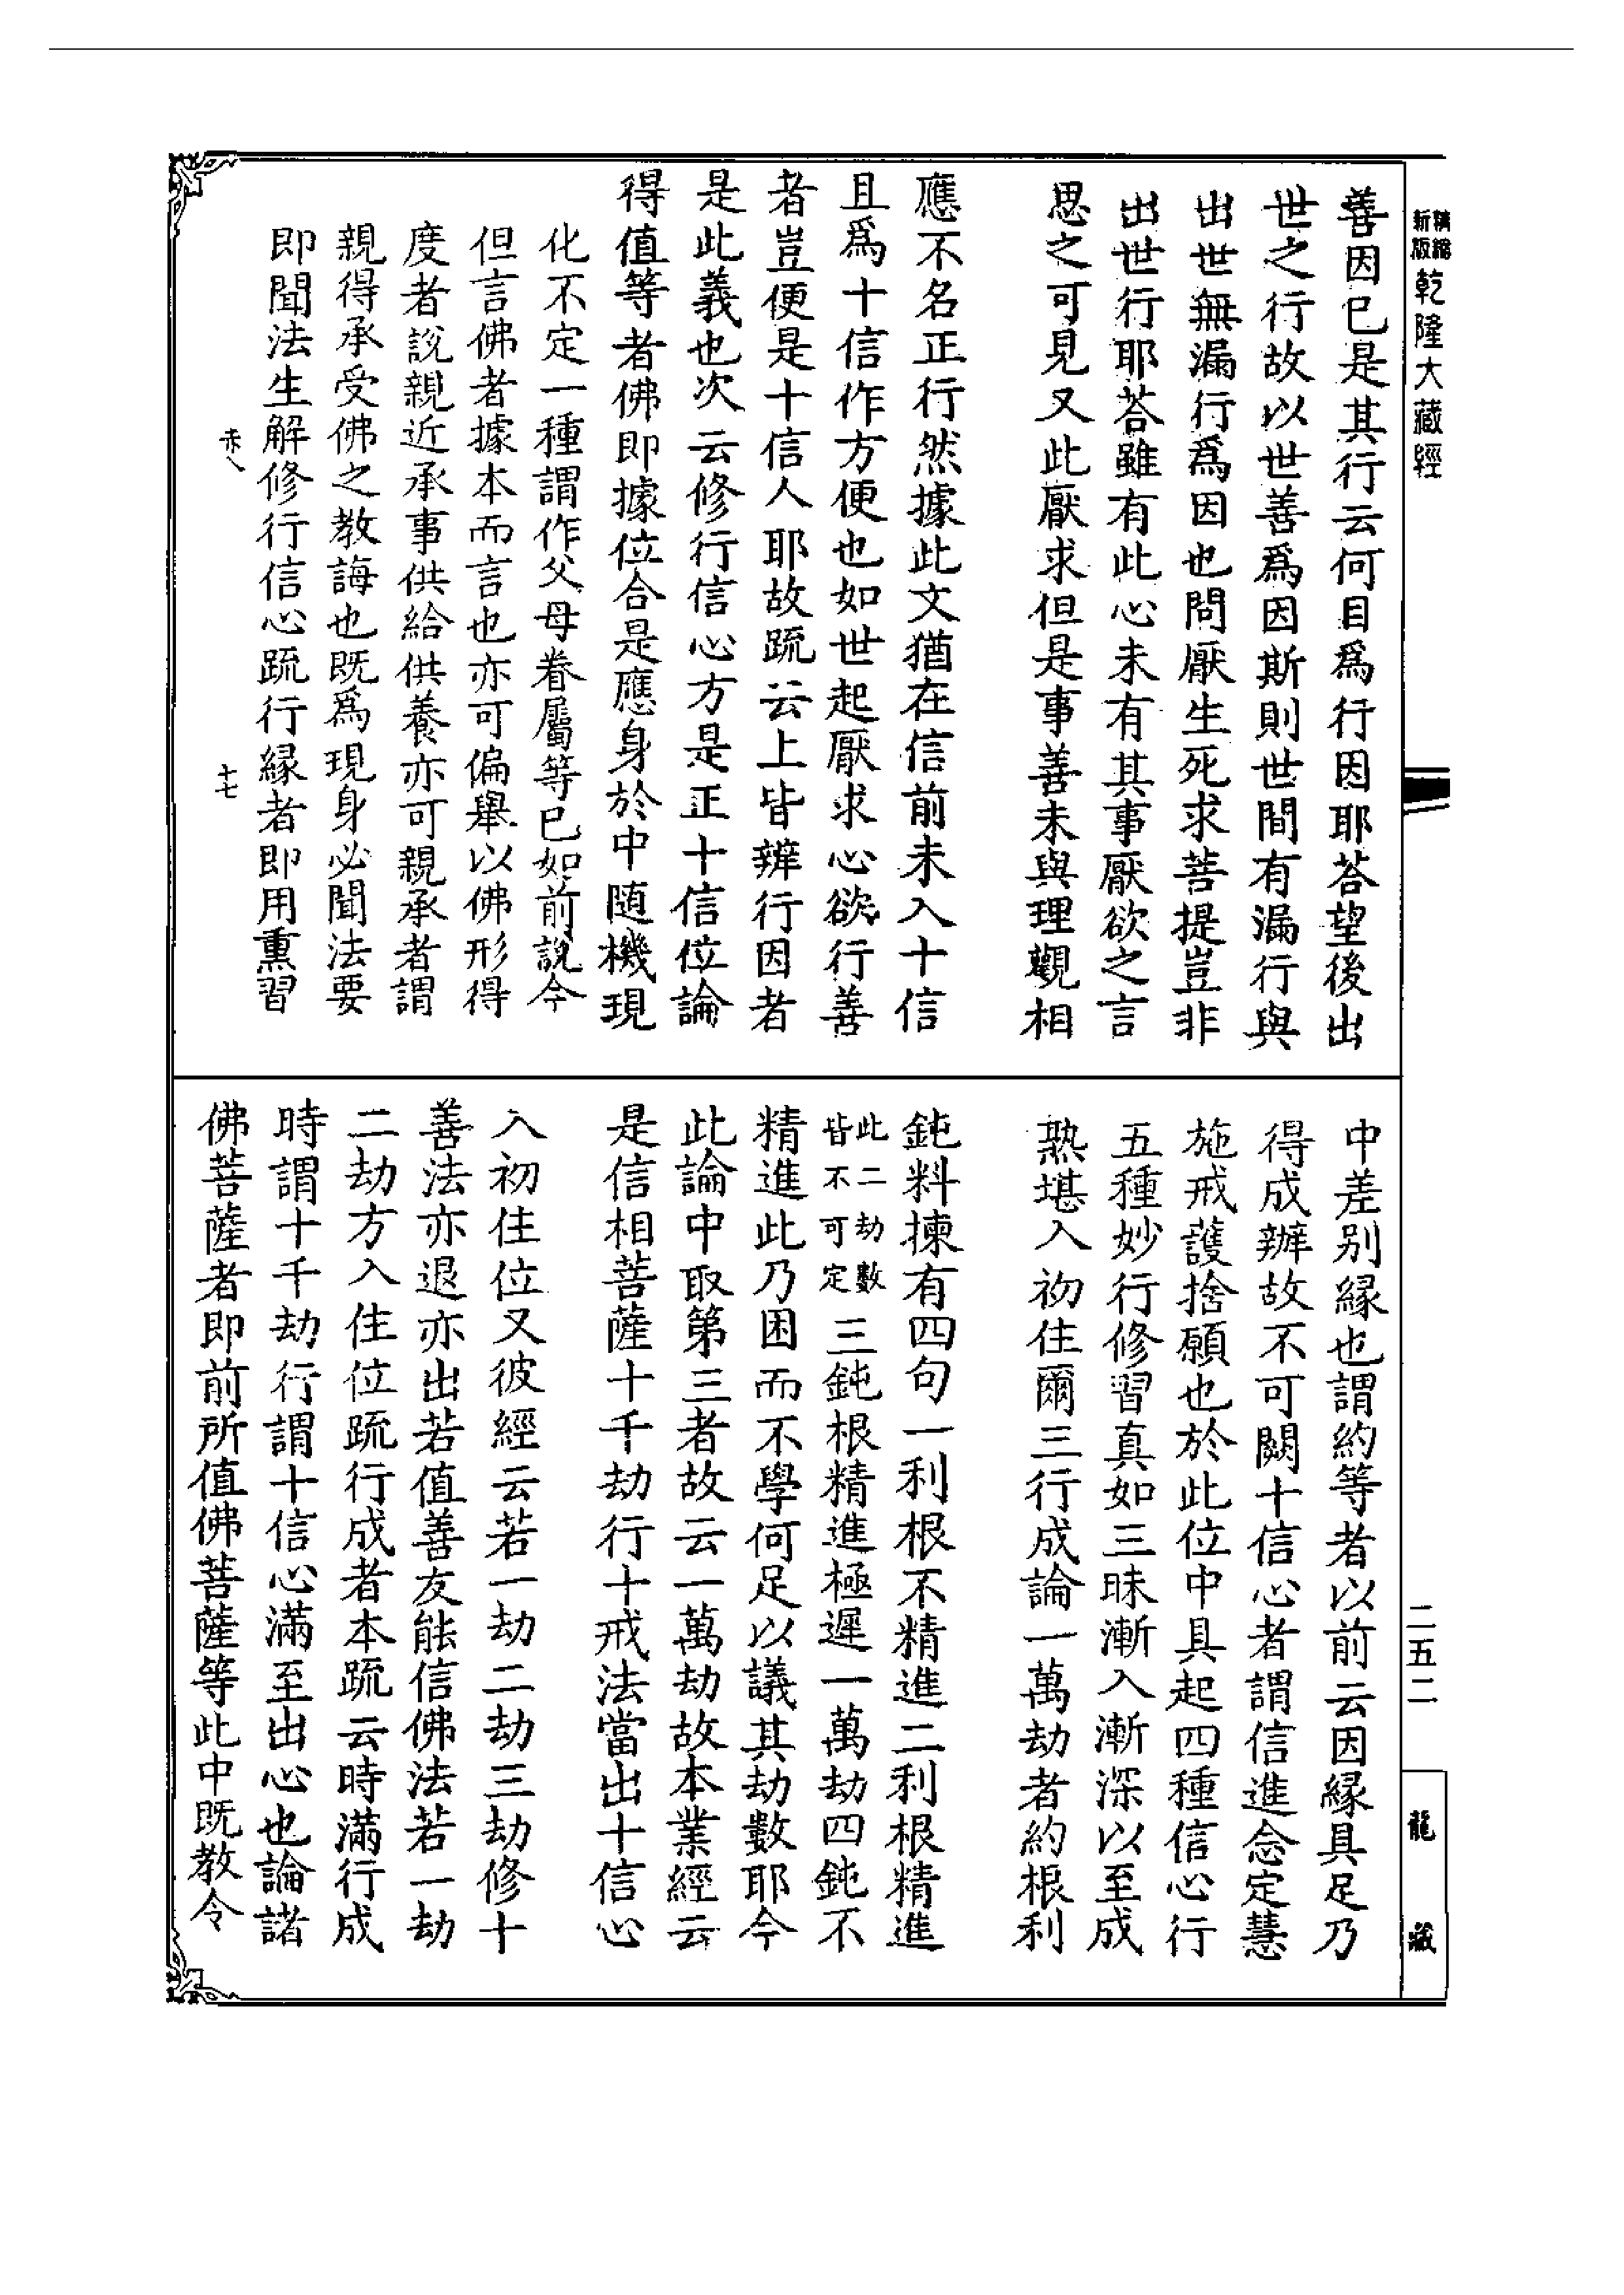 精縮新版乾隆大藏經
善因已是其行云何目爲行因耶荅望後出
世之行故以世善爲因斯則世間有漏行與
出世無漏行爲因也問厭生死求菩提豈非
出世行耶荅雖有此心未有其事厭欲之言
思之可見又此厭求但是事善未與理觀相
應不名正行然據此文猶在信前未入十信
且爲十信作方便也如世起厭求心欲行善
者豈便是十信人耶故疏云上皆辨行因者
是此義也次云修行信心方是正十信位論
得值等者佛即據位合是應身於中随機現
化不定一種謂作父母眷屬等已如前說今
但言佛者據本而言也亦可偏舉以佛形得
度者說親近承事供給供養亦可親承者謂
親得承受佛之教誨也既爲現身必聞法要
即聞法生解修行信心疏行縁者即用熏習
赤八
十七
中差別縁也謂約等者以前云因縁具足乃
得成辦故不可闕十信心者謂信進念定慧
施戒護捨願也於此位中具起四種信心行
五種妙行修習真如三昧漸入漸深以至成
熟堪入初住爾三行成論一萬劫者約根利
鈍料揀有四句一利根不精進二利根精進
此二劫數皆不可定三鈍根精進極遲一萬劫四鈍不
精進此乃困而不學何足以議其劫數耶今
此論中取第三者故云一萬劫故本業經云
是信相菩薩十千劫行十戒法當出十信心
入初住位又彼經云若一劫二劫三劫修十
善法亦退亦出若值善友能信佛法若一劫
二劫方入住位疏行成者本疏云時滿行成
時謂十千劫行謂十信心滿至出心也論諸
佛菩薩者即前所值佛菩薩等此中既教令
二五二
龍藏